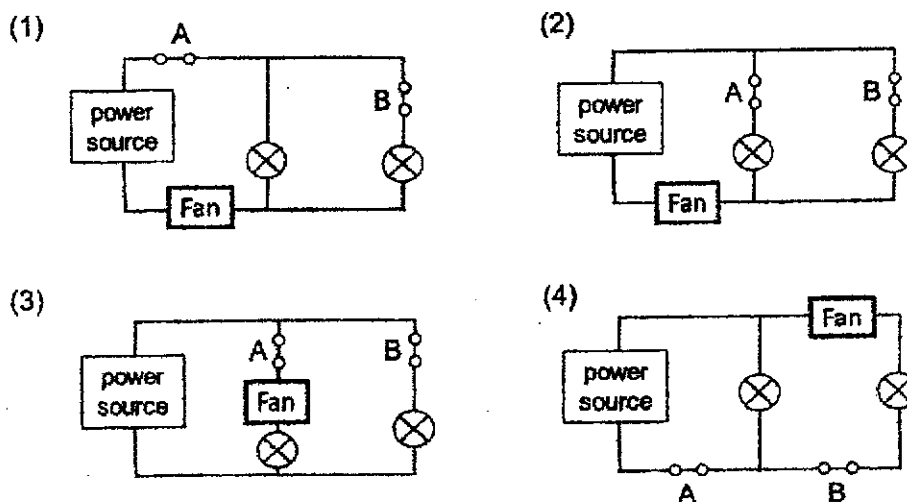 (1)
A
B
power
source
Fan
(2)
A
B
power
source
Fan
(3)
A
B
power
source
Fan
(4)
Fan
power
source
A
B